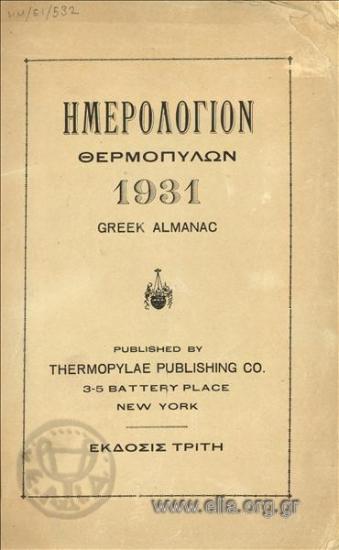 ΗΜΕΡΟΛΟΓΙΟΝ
ΘΕΡΜΟΠΥΛΩΝ
1931
GREEK ALMANAC
PUBLISHED BY
THERMOPYLAE PUBLISHING CO.
3-5 BATTERY PLACE
NEW YORK
ΕΚΔΟΣΙΣ ΤΡΙΤΗ
www.elia.org.gr